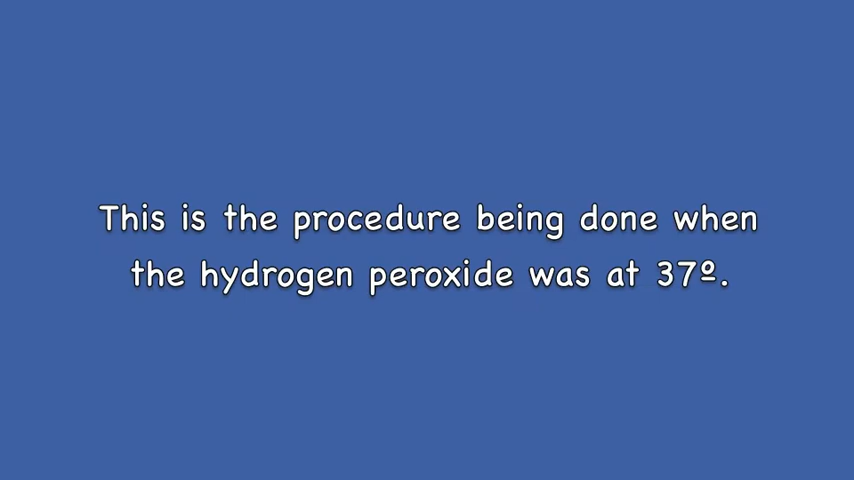 This is the procedure being done when
the hydrogen peroxide was at 37º.